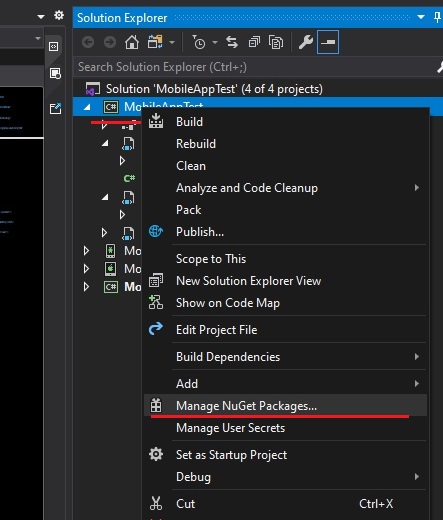 Solution Explorer
Search Solution Explorer (Ctrl+;)
Solution 'MobileAppTest' (4 of 4 projects)
C# MobileAppTest
Build
Rebuild
Clean
C#
Analyze and Code Cleanup
Pack
Publish...
Scope to This
Mo
New Solution Explorer View
Mo
Show on Code Map
C# Mo
Edit Project File
Build Dependencies
Add
Manage NuGet Packages...
Manage User Secrets
Set as Startup Project
Debug
Cut Ctrl+X